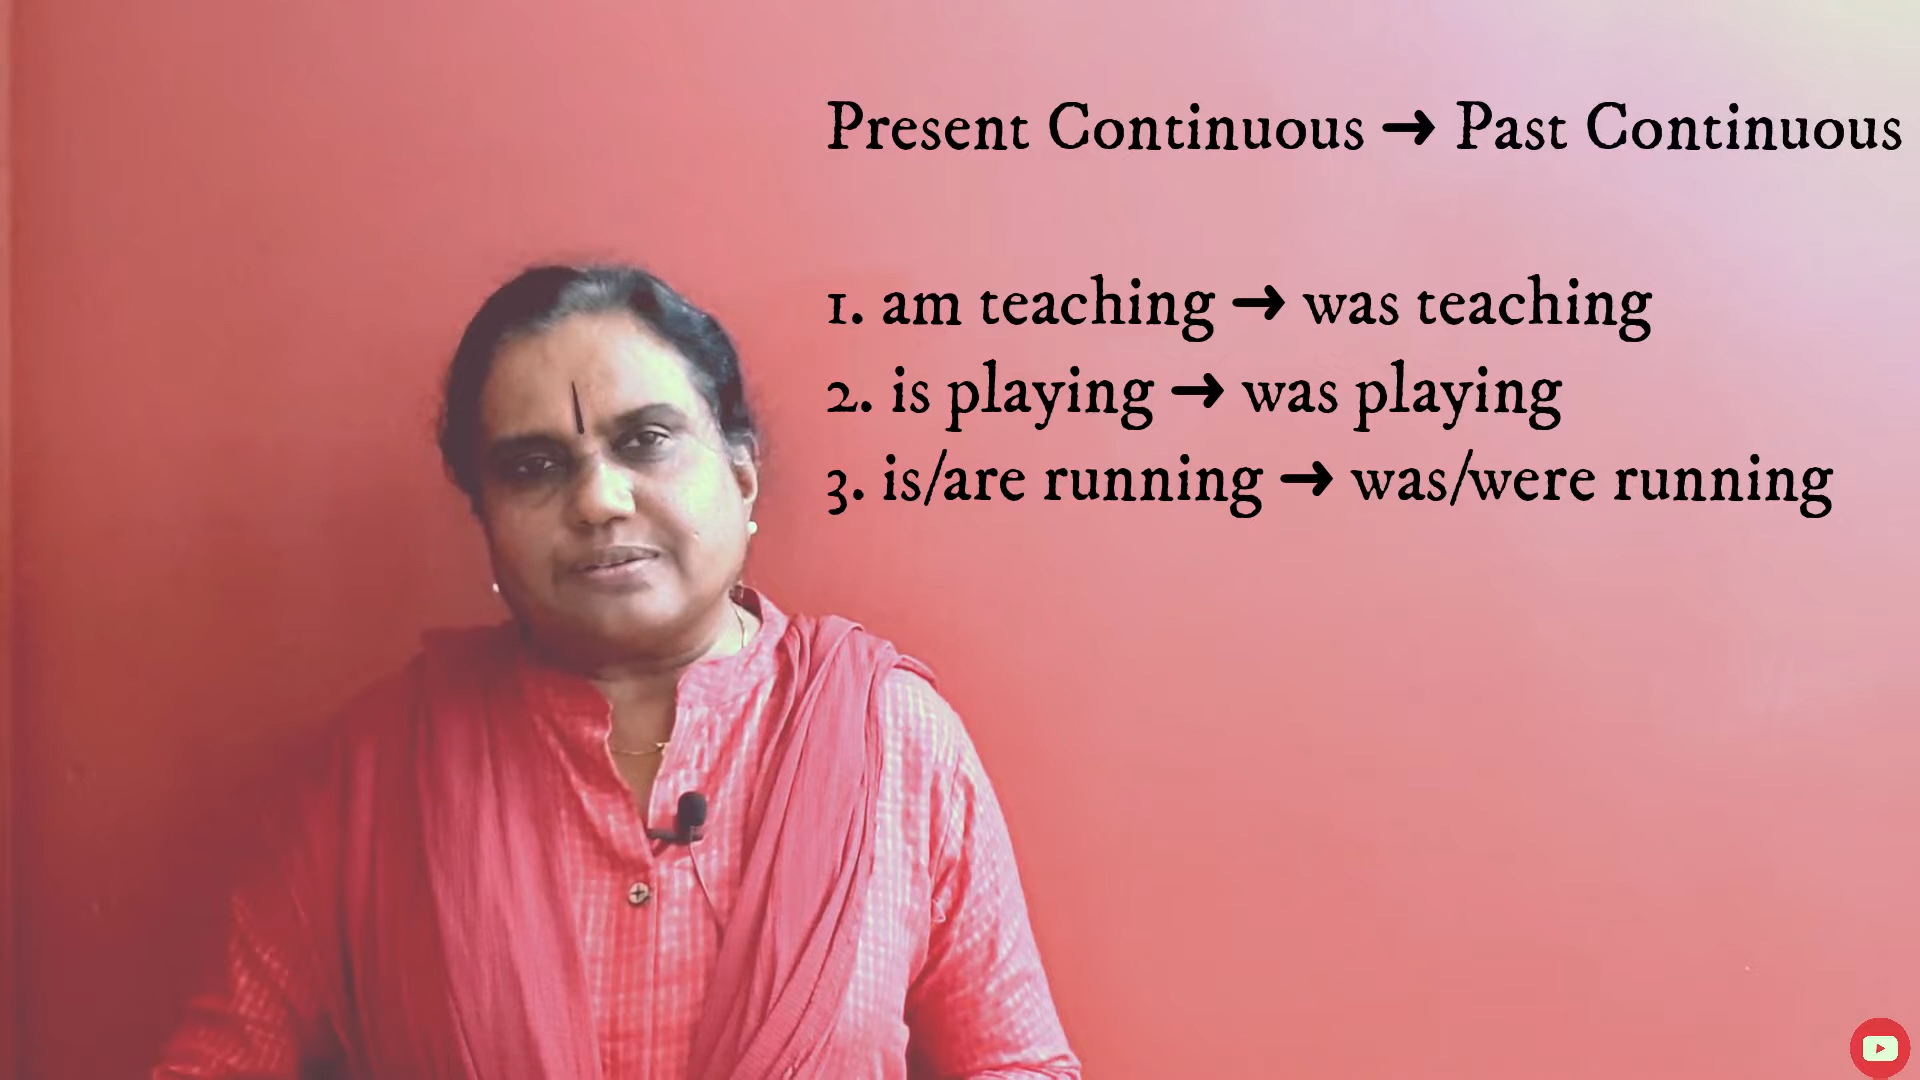 Present Continuous → Past Continuous
1. am teaching → was teaching
2. is playing → was playing
3. is/are running → was/were running